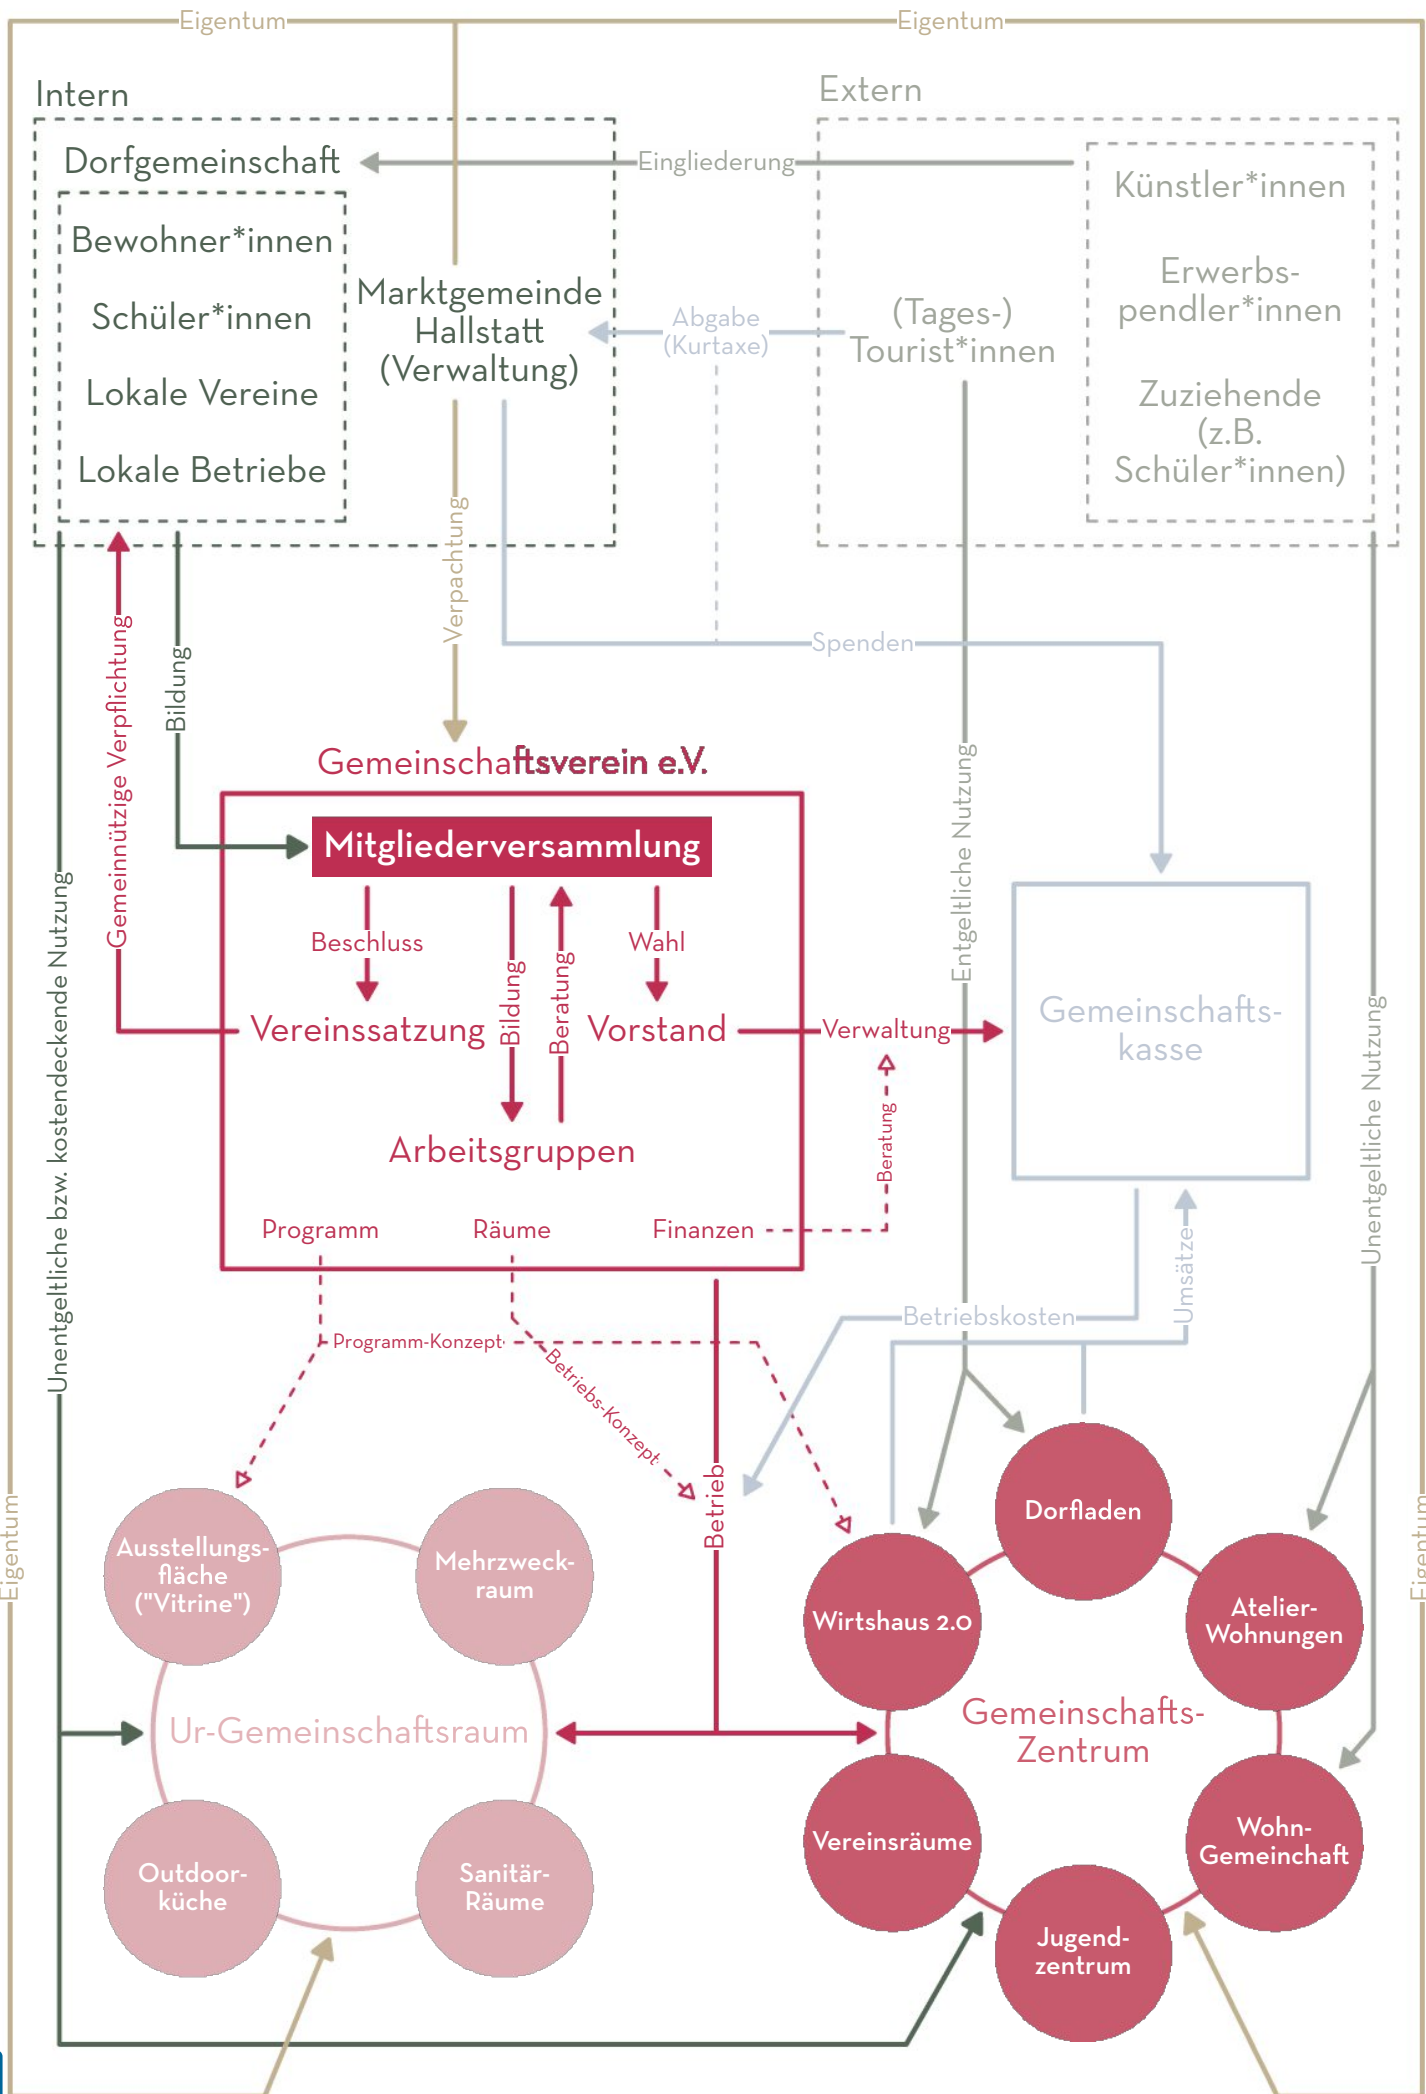 Eigentum
Eigentum
Intern
Extern
Dorfgemeinschaft
Eingliederung
Künstler*innen
Bewohner*innen
Erwerbs-
pendler*innen
Schüler*innen
Marktgemeinde
Hallstatt
(Verwaltung)
Abgabe
(Kurtaxe)
(Tages-)
Tourist*innen
Lokale Vereine
Zuziehende
(z.B.
Schüler*innen)
Lokale Betriebe
Verpachtung
Gemeinnützige Verpflichtung
Bildung
Spenden
Gemeinschaftsverein e.V.
Mitgliederversammlung
Entgeltliche Nutzung
Unentgeltliche bzw. kostendeckende Nutzung
Beschluss
Wahl
Bildung
Beratung
Vereinssatzung
Vorstand
Verwaltung
Gemeinschafts-
kasse
Unentgeltliche Nutzung
Arbeitsgruppen
Beratung
Programm
Räume
Finanzen
Umsätze
Betriebskosten
Programm-Konzept
Betriebs-Konzept
Betrieb
Eigentum
Eigentum
Dorfladen
Ausstellungs-
fläche
("Vitrine")
Mehrzweck-
raum
Wirtshaus 2.0
Atelier-
Wohnungen
Ur-Gemeinschaftsraum
Gemeinschafts-
Zentrum
Vereinsräume
Wohn-
Gemeinchaft
Outdoor-
küche
Sanitär-
Räume
Jugend-
zentrum